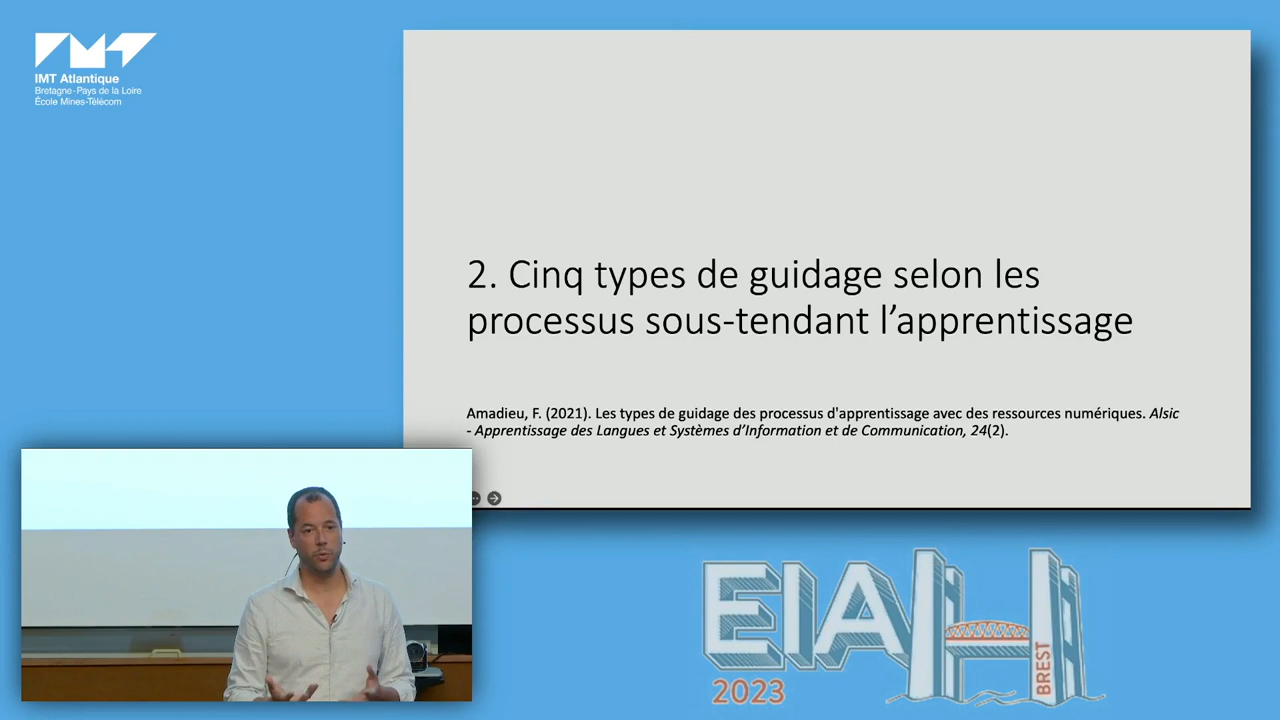 IMT Atlantique
Bretagne-Pays de la Loire
École Mines-Télécom
2. Cinq types de guidage selon les
processus sous-tendant l’apprentissage
Amadieu, F. (2021). Les types de guidage des processus d'apprentissage avec des ressources numériques. Alsic
- Apprentissage des Langues et Systèmes d’Information et de Communication, 24(2).
EIAH
2023
BREST